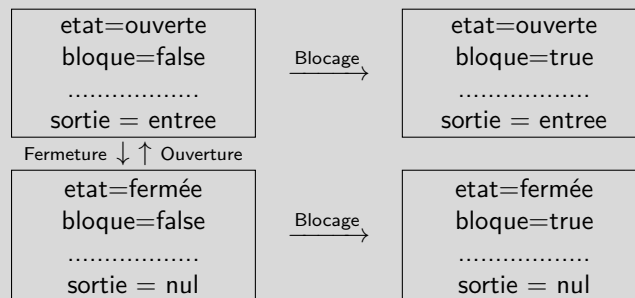 etat=ouverte
bloque=false
...................
sortie = entree
Blocage
etat=ouverte
bloque=true
...................
sortie = entree
Fermeture ↓ ↑ Ouverture
etat=fermée
bloque=false
...................
sortie = nul
Blocage
etat=fermée
bloque=true
...................
sortie = nul